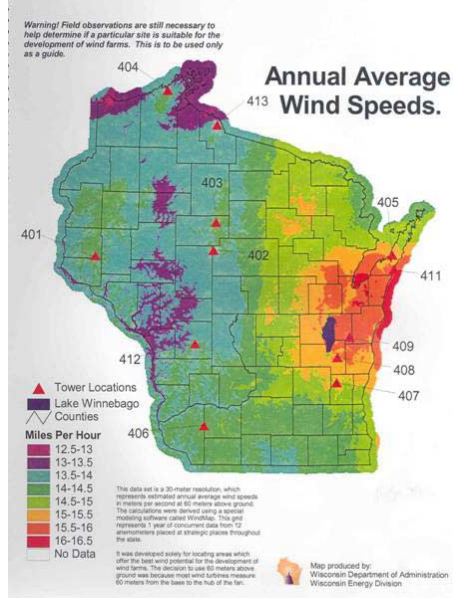 Warning! Field observations are still necessary to
help determine if a particular site is suitable for the
development of wind farms. This is to be used only
as a guide.
Annual Average
Wind Speeds.
404
413
403
405
401
402
411
409
412
408
407
406
Tower Locations
Lake Winnebago
Counties
Miles Per Hour
12.5-13
13-13.5
13.5-14
14-14.5
14.5-15
15-15.5
15.5-16
16-16.5
No Data
This data set is a 30-meter resolution, which
represents estimated annual average wind speeds
in meters per second at 60 meters above ground.
The calculations were derived using a special
modeling software called WindMap. This grid
represents 1 year of concurrent data from 12
anemometers placed at strategic places throughout
the state.
It was developed solely for locating areas which
offer the best wind potential for the development of
wind farms. The decision to use 60 meters above
ground was because most wind turbines measure
60 meters from the base to the hub of the fan.
Map produced by:
Wisconsin Department of Administration
Wisconsin Energy Division